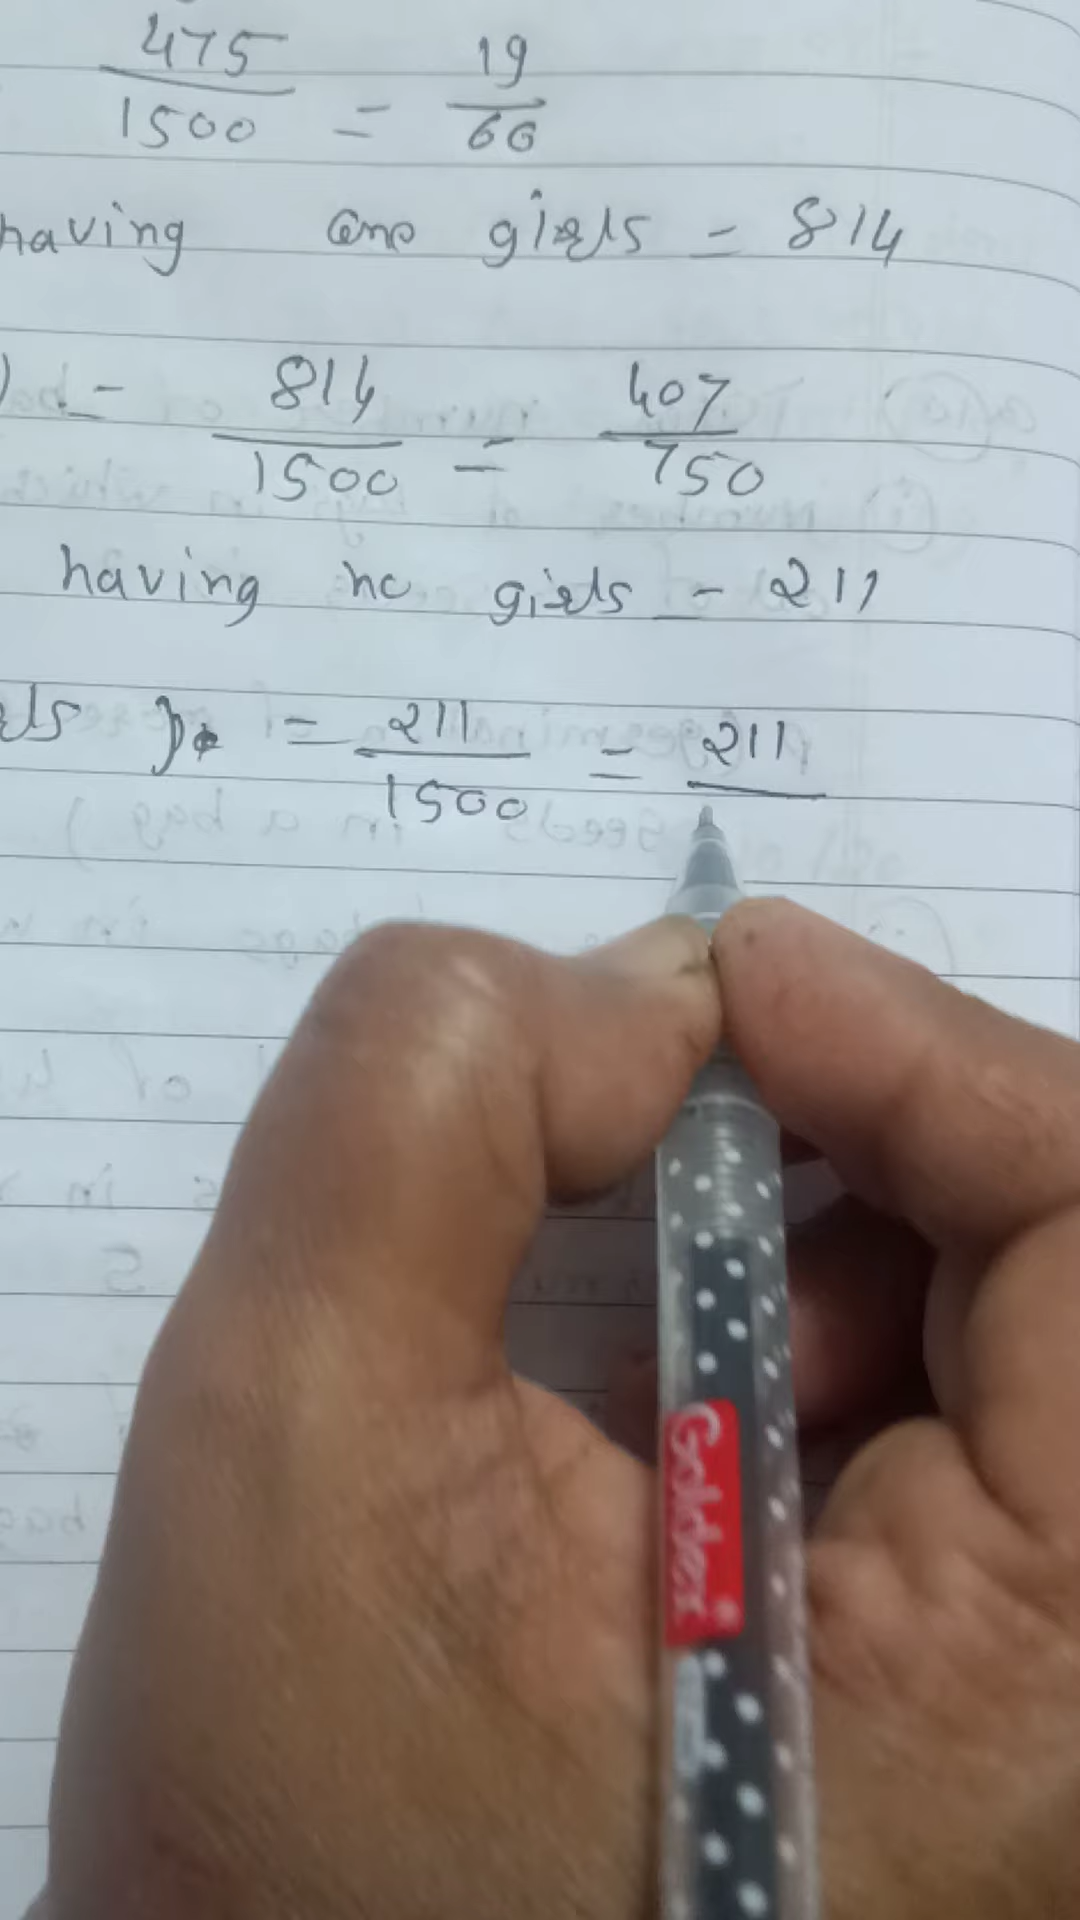 475
1500 = 19
60
having one girls = 814
) - 814
1500 = 407
750
having no girls - 211
= 211
1500 = 211
Goldex